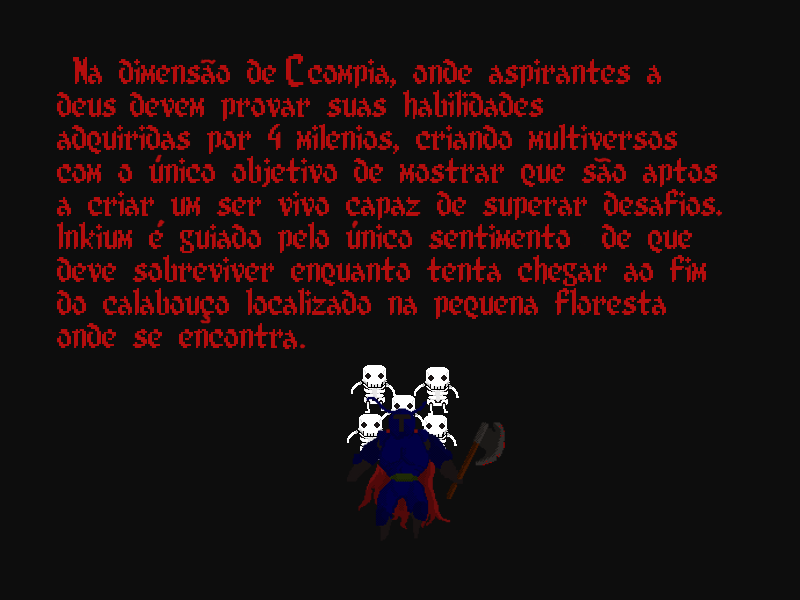 Na dimensão de Ccompia, onde aspirantes a
deus devem provar suas habilidades
adquiridas por 4 milenios, criando multiversos
com o único objetivo de mostrar que são aptos
a criar um ser vivo capaz de superar desafios.
Inkium é guiado pelo único sentimento de que
deve sobreviver enquanto tenta chegar ao fim
do calabouço localizado na pequena floresta
onde se encontra.